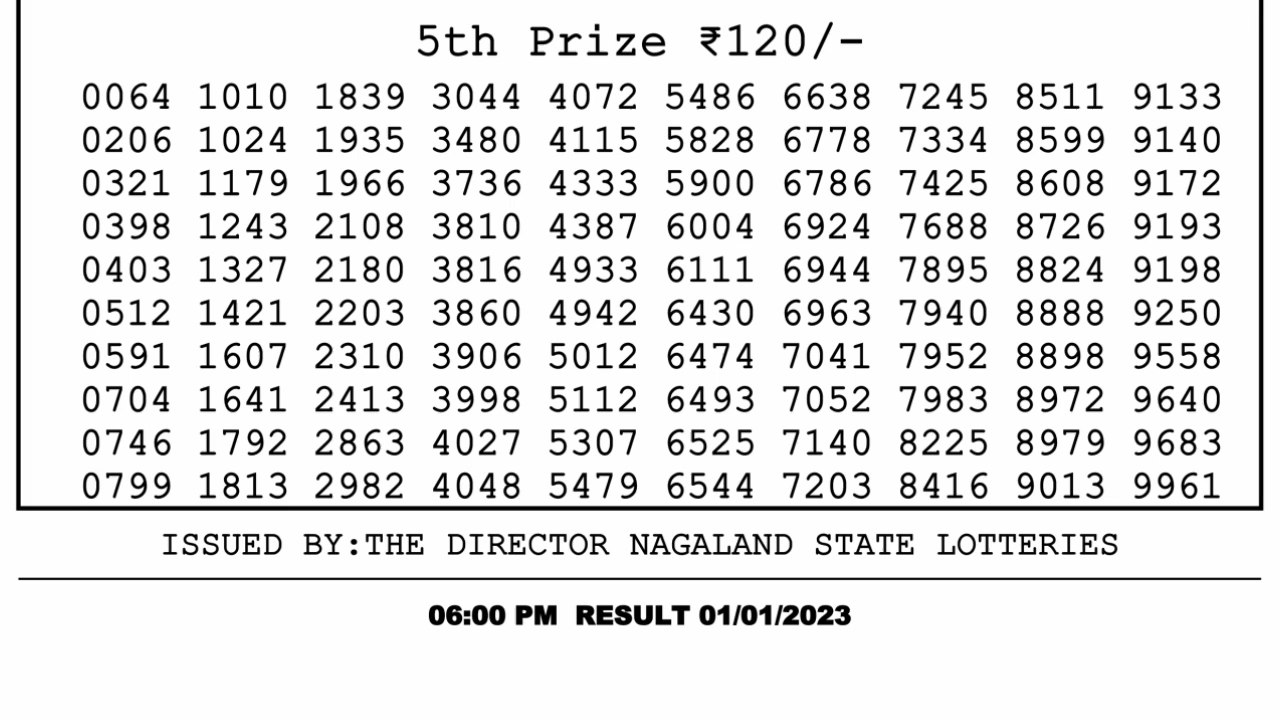 5th Prize ₹120/-
0064 1010 1839 3044 4072 5486 6638 7245 8511 9133
0206 1024 1935 3480 4115 5828 6778 7334 8599 9140
0321 1179 1966 3736 4333 5900 6786 7425 8608 9172
0398 1243 2108 3810 4387 6004 6924 7688 8726 9193
0403 1327 2180 3816 4933 6111 6944 7895 8824 9198
0512 1421 2203 3860 4942 6430 6963 7940 8888 9250
0591 1607 2310 3906 5012 6474 7041 7952 8898 9558
0704 1641 2413 3998 5112 6493 7052 7983 8972 9640
0746 1792 2863 4027 5307 6525 7140 8225 8979 9683
0799 1813 2982 4048 5479 6544 7203 8416 9013 9961
ISSUED BY:THE DIRECTOR NAGALAND STATE LOTTERIES
06:00 PM RESULT 01/01/2023